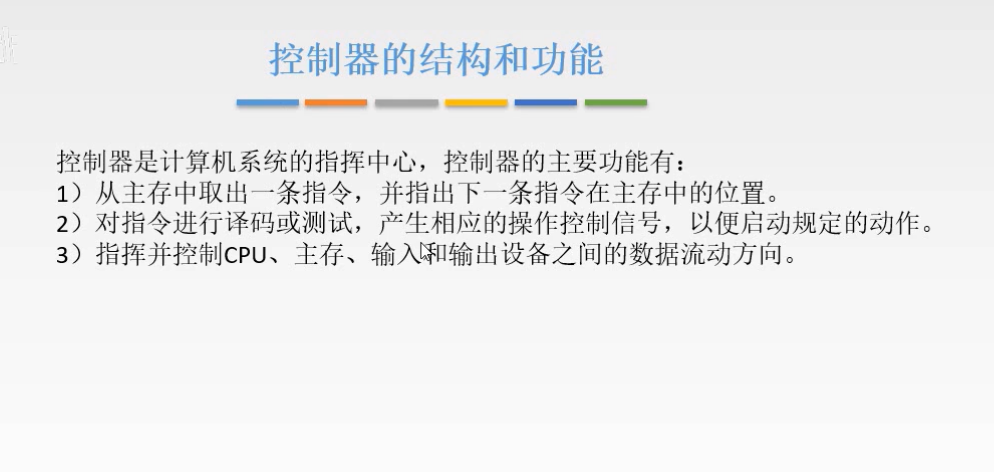 控制器的结构和功能
控制器是计算机系统的指挥中心，控制器的主要功能有：
1）从主存中取出一条指令，并指出下一条指令在主存中的位置。
2）对指令进行译码或测试，产生相应的操作控制信号，以便启动规定的动作。
3）指挥并控制CPU、主存、输入和输出设备之间的数据流动方向。